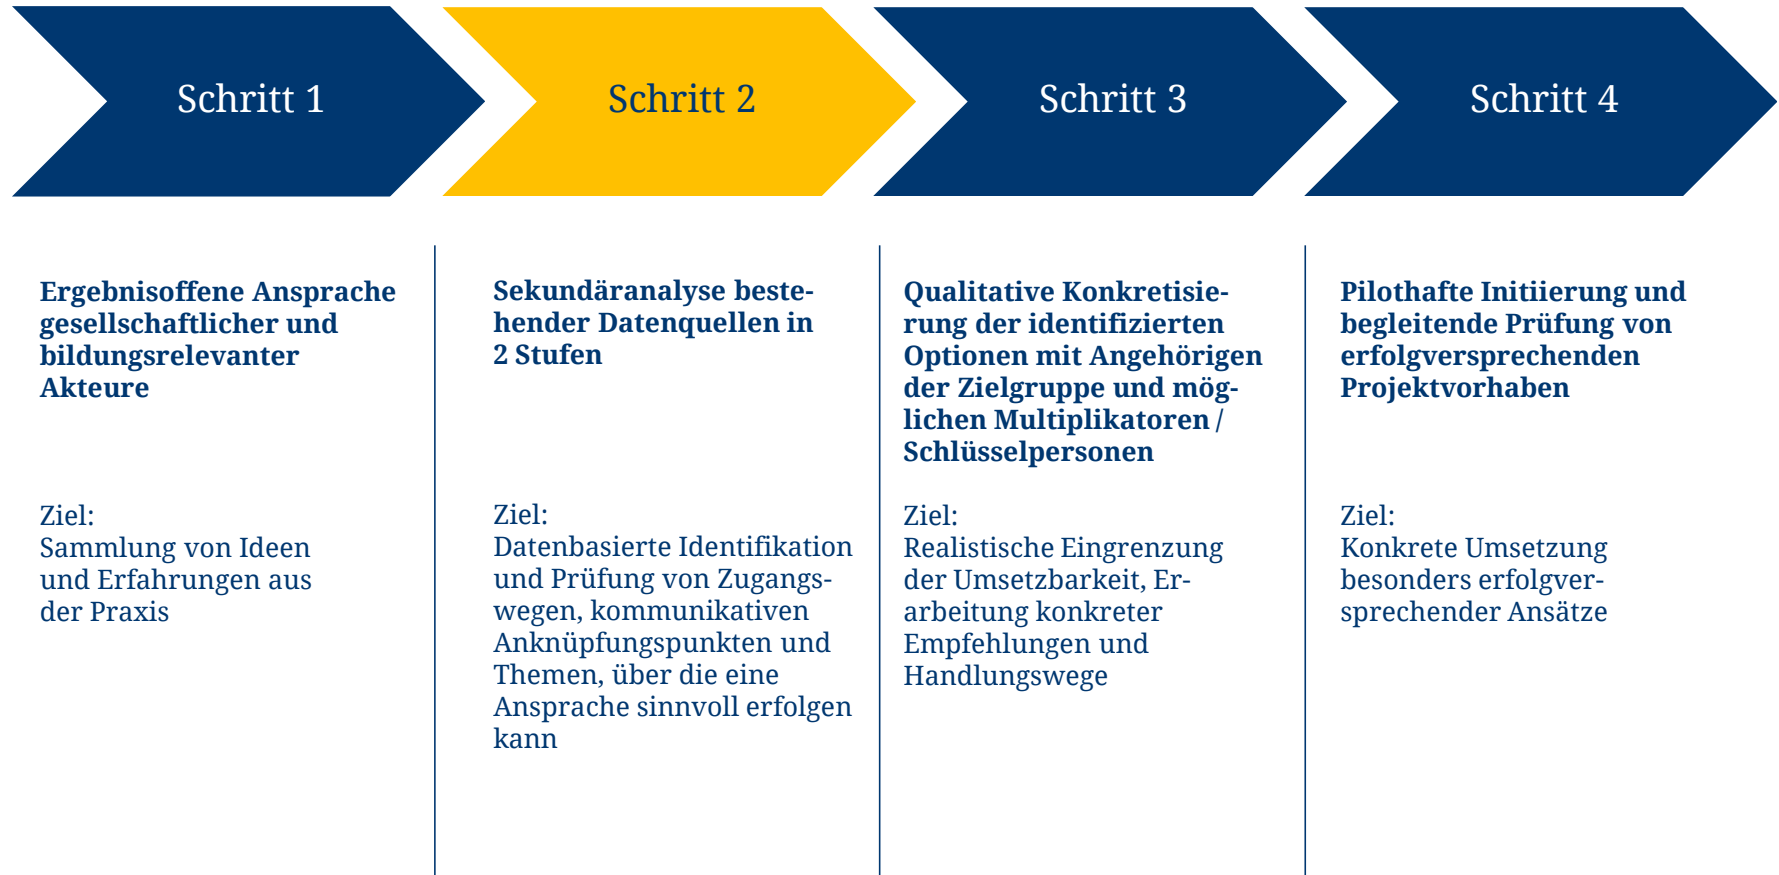 Schritt 1
Schritt 2
Schritt 3
Schritt 4
Ergebnisoffene Ansprache
gesellschaftlicher und
bildungsrelevanter
Akteure
Ziel:
Sammlung von Ideen
und Erfahrungen aus
der Praxis
Sekundäranalyse beste-
hender Datenquellen in
2 Stufen
Ziel:
Datenbasierte Identifikation
und Prüfung von Zugangs-
wegen, kommunikativen
Anknüpfungspunkten und
Themen, über die eine
Ansprache sinnvoll erfolgen
kann
Qualitative Konkretisie-
rung der identifizierten
Optionen mit Angehörigen
der Zielgruppe und mög-
lichen Multiplikatoren /
Schlüsselpersonen
Ziel:
Realistische Eingrenzung
der Umsetzbarkeit, Er-
arbeitung konkreter
Empfehlungen und
Handlungswege
Pilothafte Initiierung und
begleitende Prüfung von
erfolgversprechenden
Projektvorhaben
Ziel:
Konkrete Umsetzung
besonders erfolgver-
sprechender Ansätze